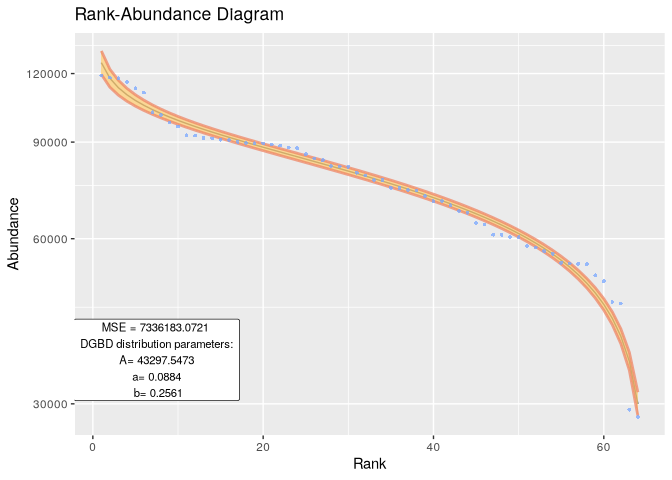 Rank-Abundance Diagram
Abundance
120000
90000
60000
30000
MSE = 7336183.0721
DGBD distribution parameters:
A= 43297.5473
a= 0.0884
b= 0.2561
0
20
40
60
Rank